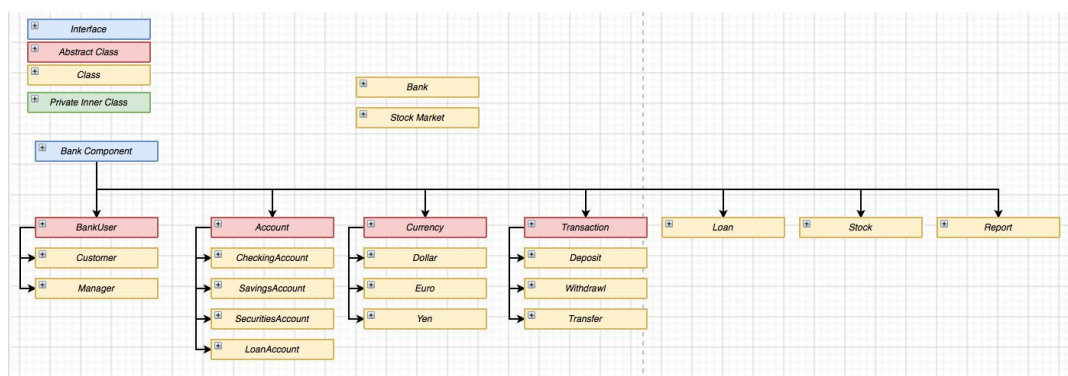 Interface
Abstract Class
Class
Private Inner Class
Bank
Stock Market
Bank Component
BankUser
Account
Currency
Transaction
Loan
Stock
Report
Customer
CheckingAccount
Dollar
Deposit
Manager
SavingsAccount
Euro
Withdrawl
SecuritiesAccount
Yen
Transfer
LoanAccount